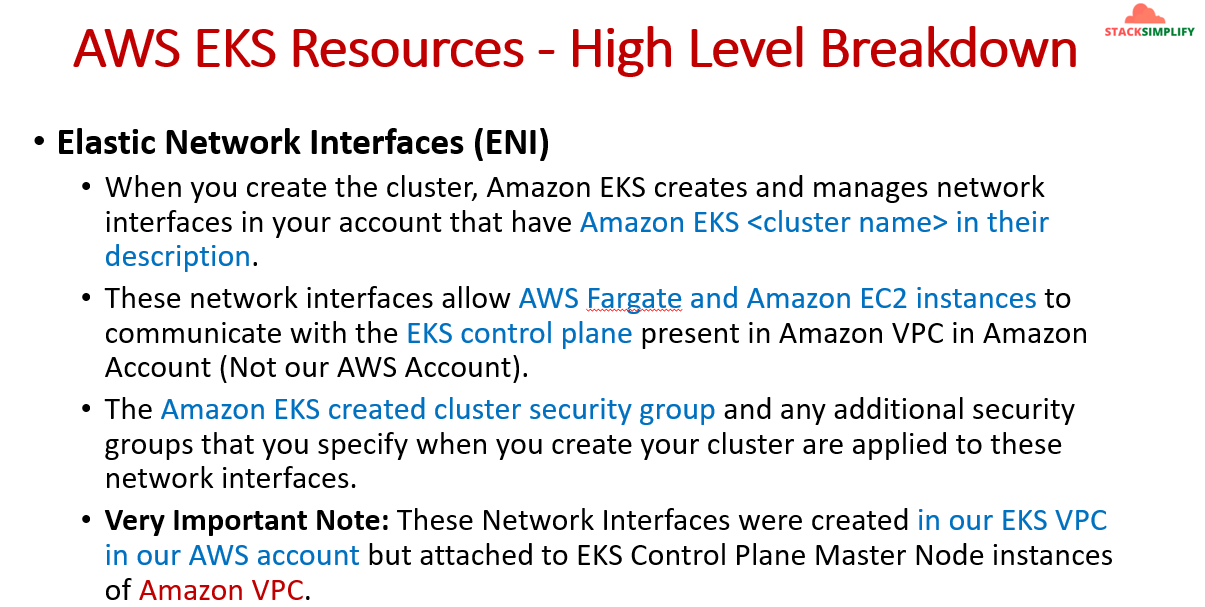 STACKSIMPLIFY
AWS EKS Resources - High Level Breakdown
• Elastic Network Interfaces (ENI)
• When you create the cluster, Amazon EKS creates and manages network
interfaces in your account that have Amazon EKS <cluster name> in their
description.
• These network interfaces allow AWS Fargate and Amazon EC2 instances to
communicate with the EKS control plane present in Amazon VPC in Amazon
Account (Not our AWS Account).
• The Amazon EKS created cluster security group and any additional security
groups that you specify when you create your cluster are applied to these
network interfaces.
• Very Important Note: These Network Interfaces were created in our EKS VPC
in our AWS account but attached to EKS Control Plane Master Node instances
of Amazon VPC.